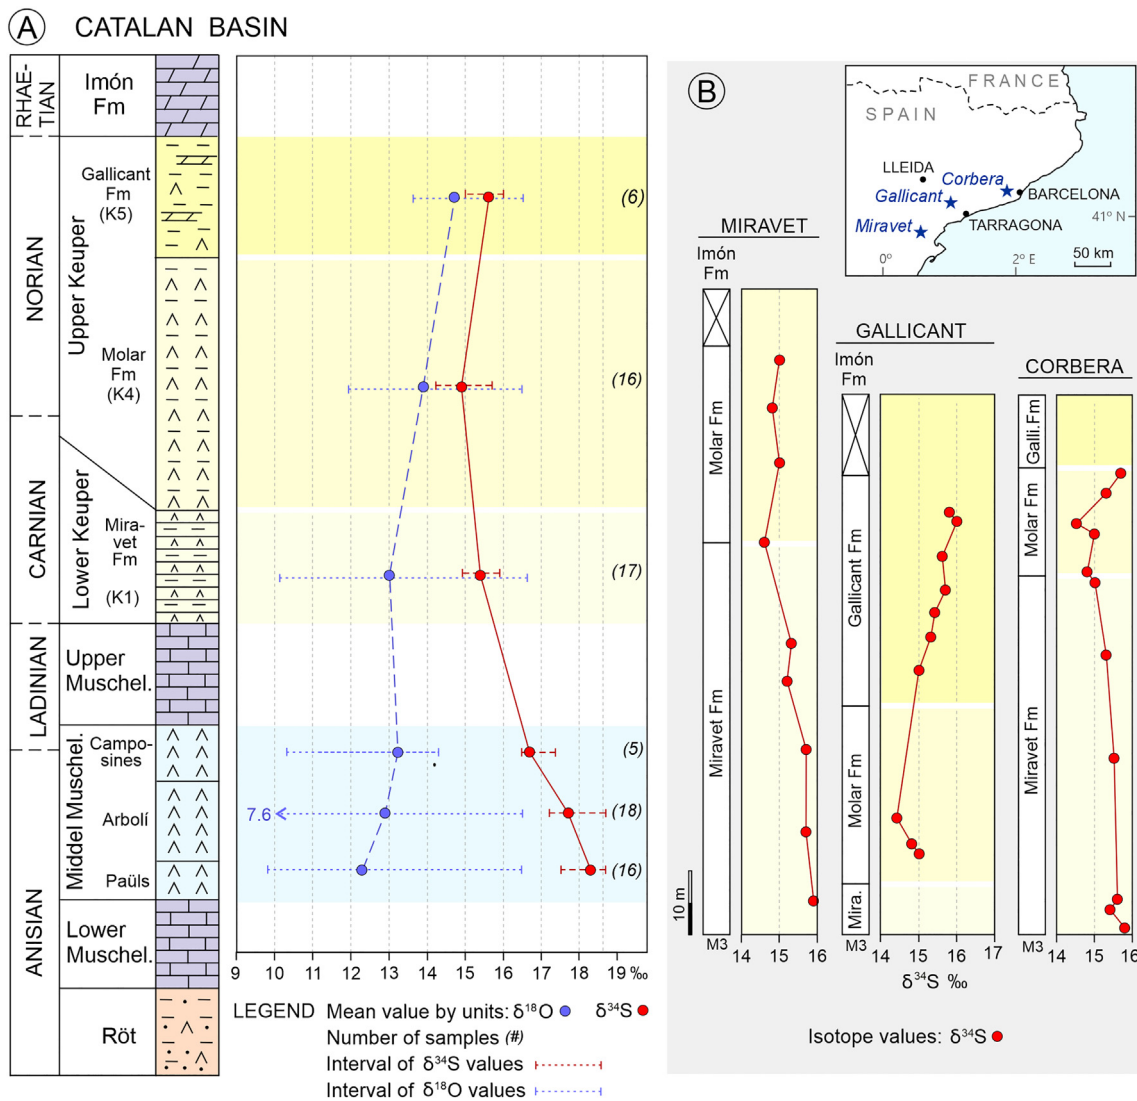 A CATALAN BASIN
RHAE-
TIAN
NORIAN
CARNIAN
LADINIAN
ANISIAN
Imón
Fm
Upper Keuper
Gallicant
Fm
(K5)
Molar
Fm
(K4)
Lower Keuper
Mira-
vet
Fm
(K1)
Upper
Muschel.
Middel Muschel.
Campo-
sines
Arbolí
Paüls
Lower
Muschel.
Röt
(6)
(16)
(17)
(5)
7.6
(18)
(16)
9 10 11 12 13 14 15 16 17 18 19 ‰
LEGEND Mean value by units: δ18O δ34S
Number of samples (#)
Interval of δ34S values
Interval of δ18O values
B
FRANCE
SPAIN
LLEIDA
Corbera
Gallicant
BARCELONA
TARRAGONA
Miravet
41° N
0°
2° E
50 km
MIRAVET
Imón
Fm
Molar Fm
Miravet Fm
M3
14 15 16
10 m
GALLICANT
Imón
Fm
Gallicant Fm
Molar Fm
Mira.
M3
14 15 16 17
δ34S ‰
CORBERA
Galli.Fm
Molar Fm
Miravet Fm
M3
14 15 16
Isotope values: δ34S